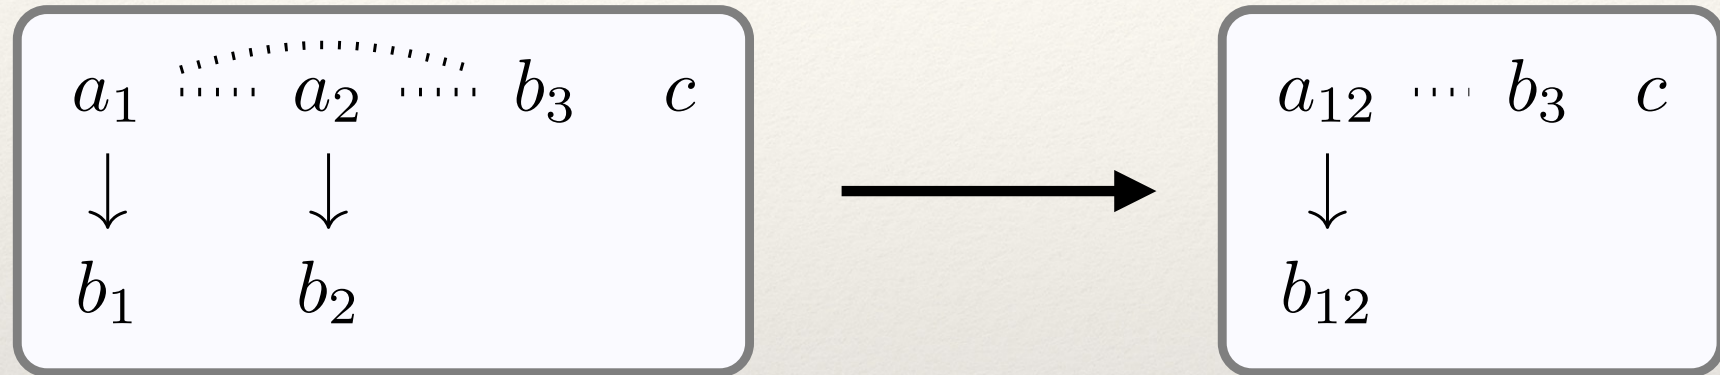 a₁ a₂ b₃ c
b₁ b₂
a₁₂ b₃ c
b₁₂